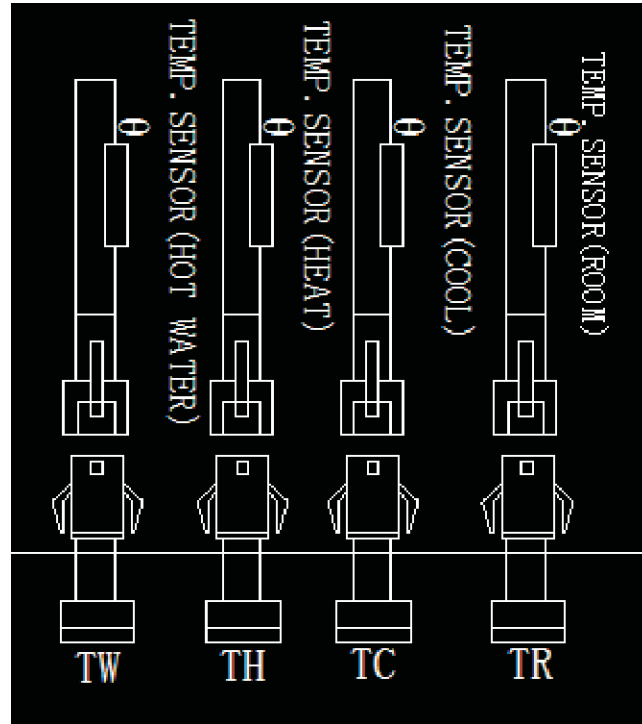 TEMP. SENSOR(HOT WATER)
TEMP. SENSOR(HEAT)
TEMP. SENSOR(COOL)
TEMP. SENSOR(ROOM)
θ
θ
θ
θ
TW
TH
TC
TR